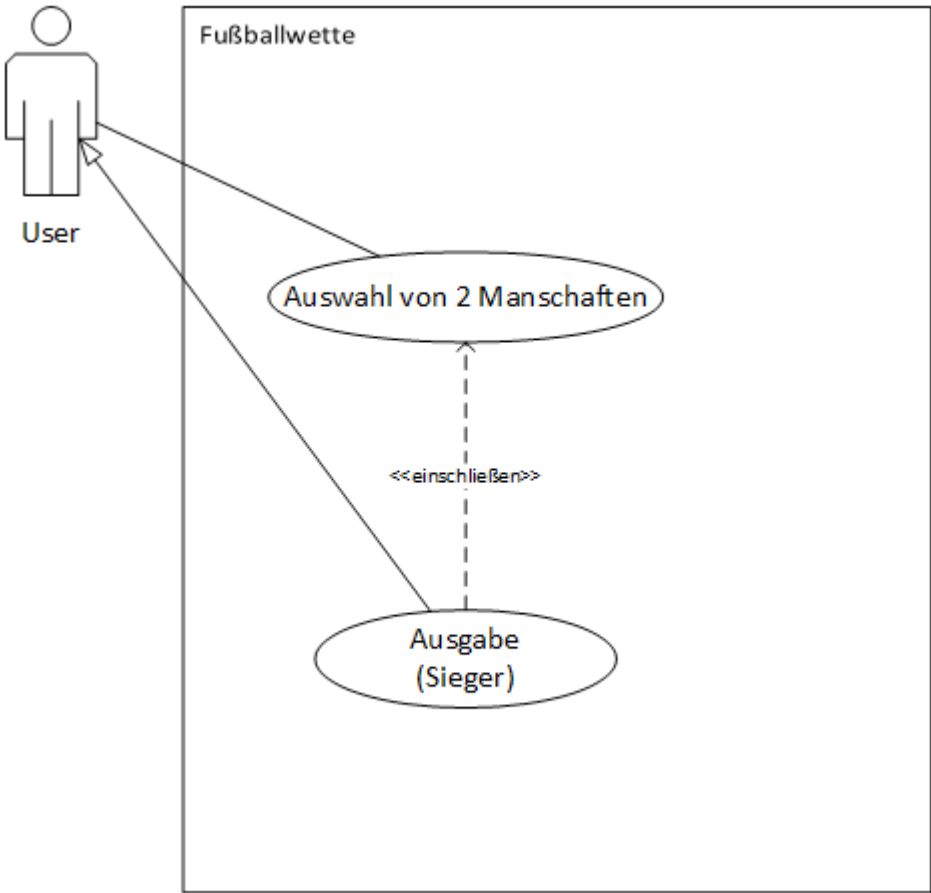 Fußballwette
User
Auswahl von 2 Manschaften
<<einschließen>>
Ausgabe
(Sieger)